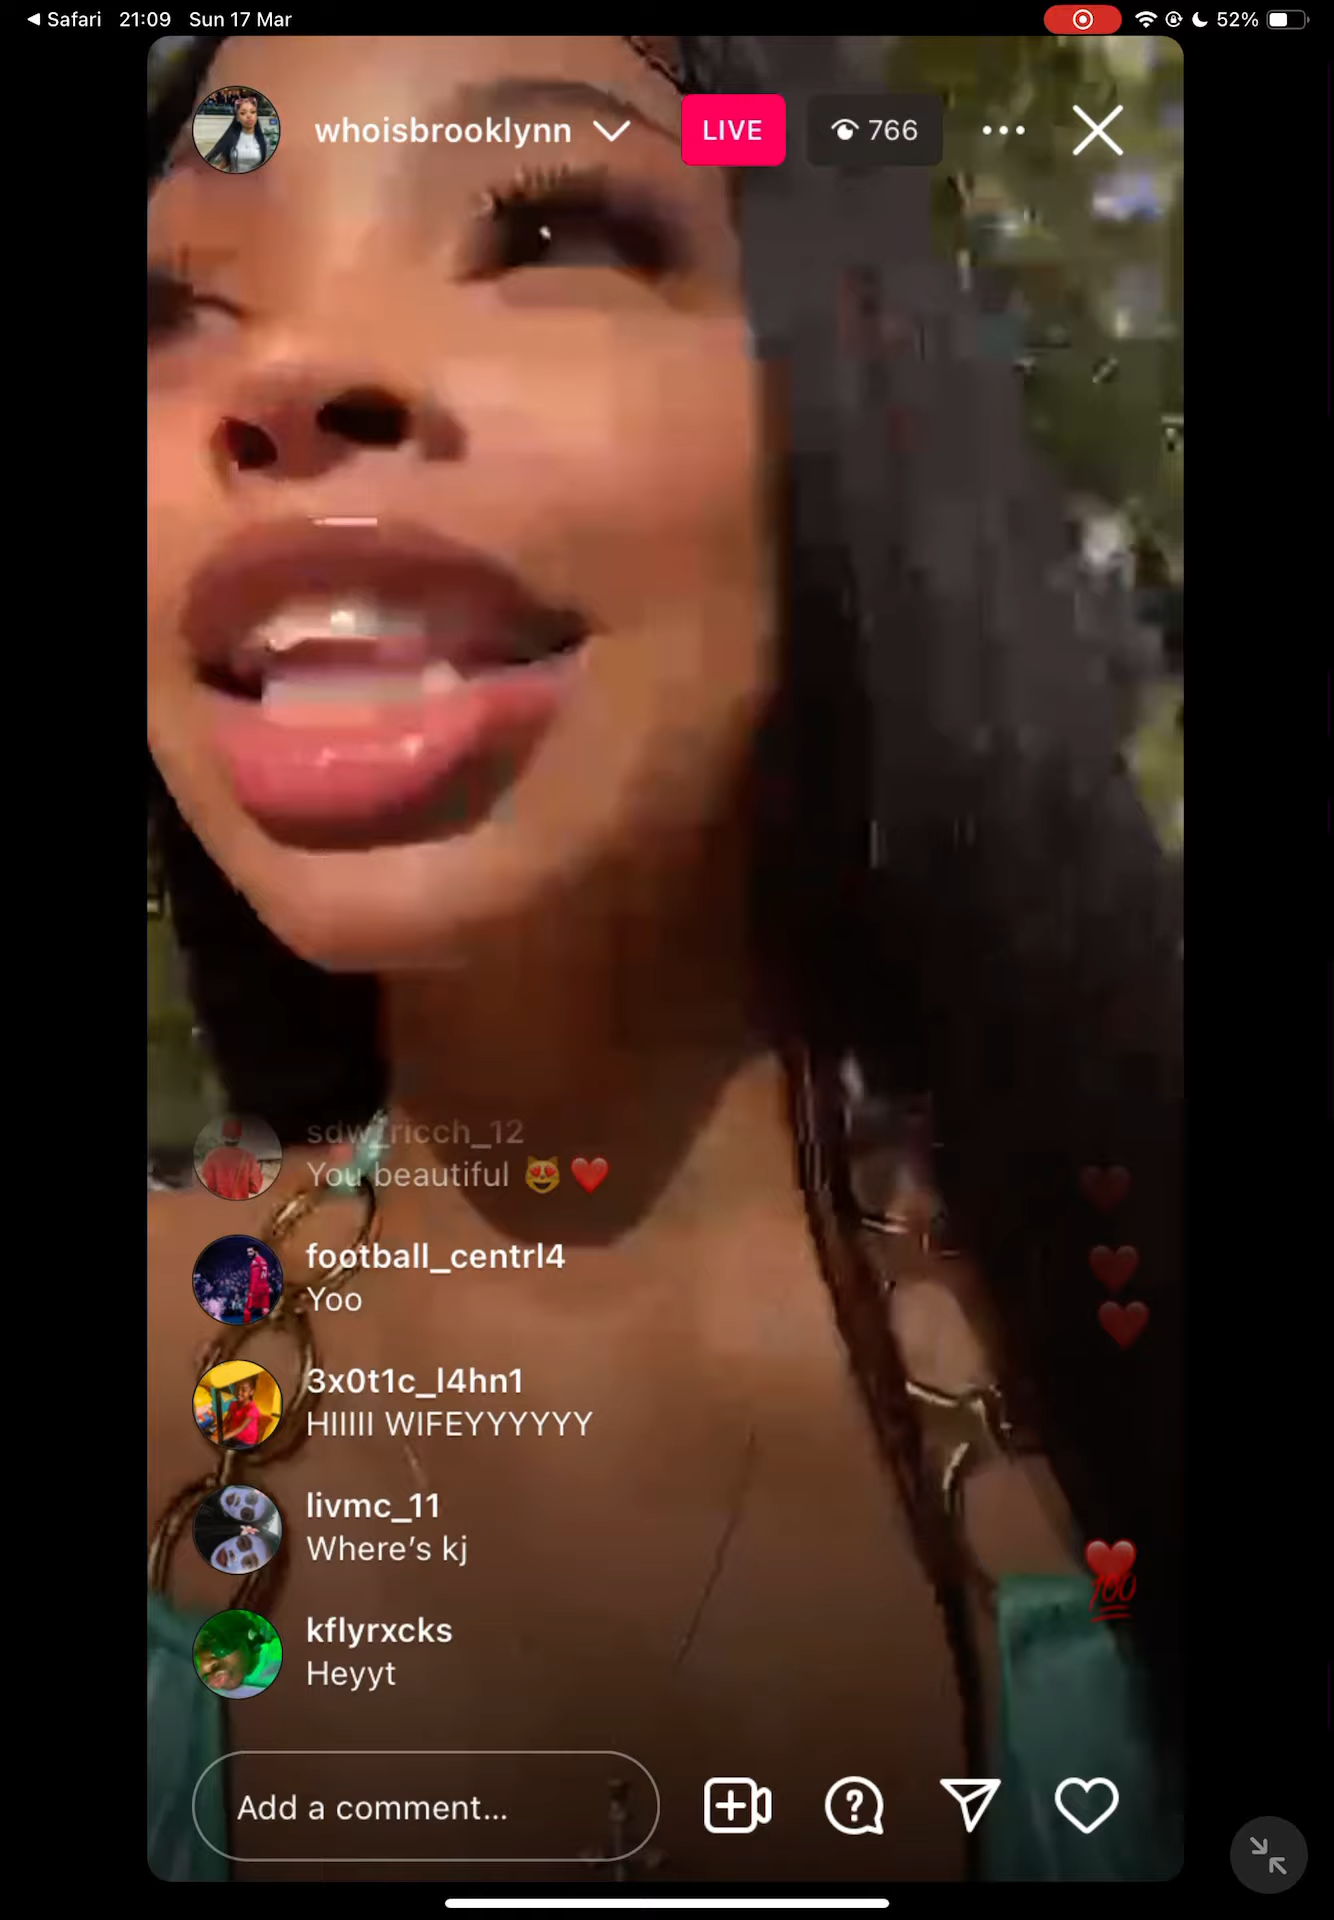 ◀ Safari 21:09 Sun 17 Mar 52%
whoisbrooklynn LIVE 766
sdw_ricch_12
You beautiful 😻 ❤️
football_centrl4
Yoo
3x0t1c_l4hn1
HIIIII WIFEYYYYYY
livmc_11
Where’s kj
kflyrxcks
Heyyt
💯
Add a comment...